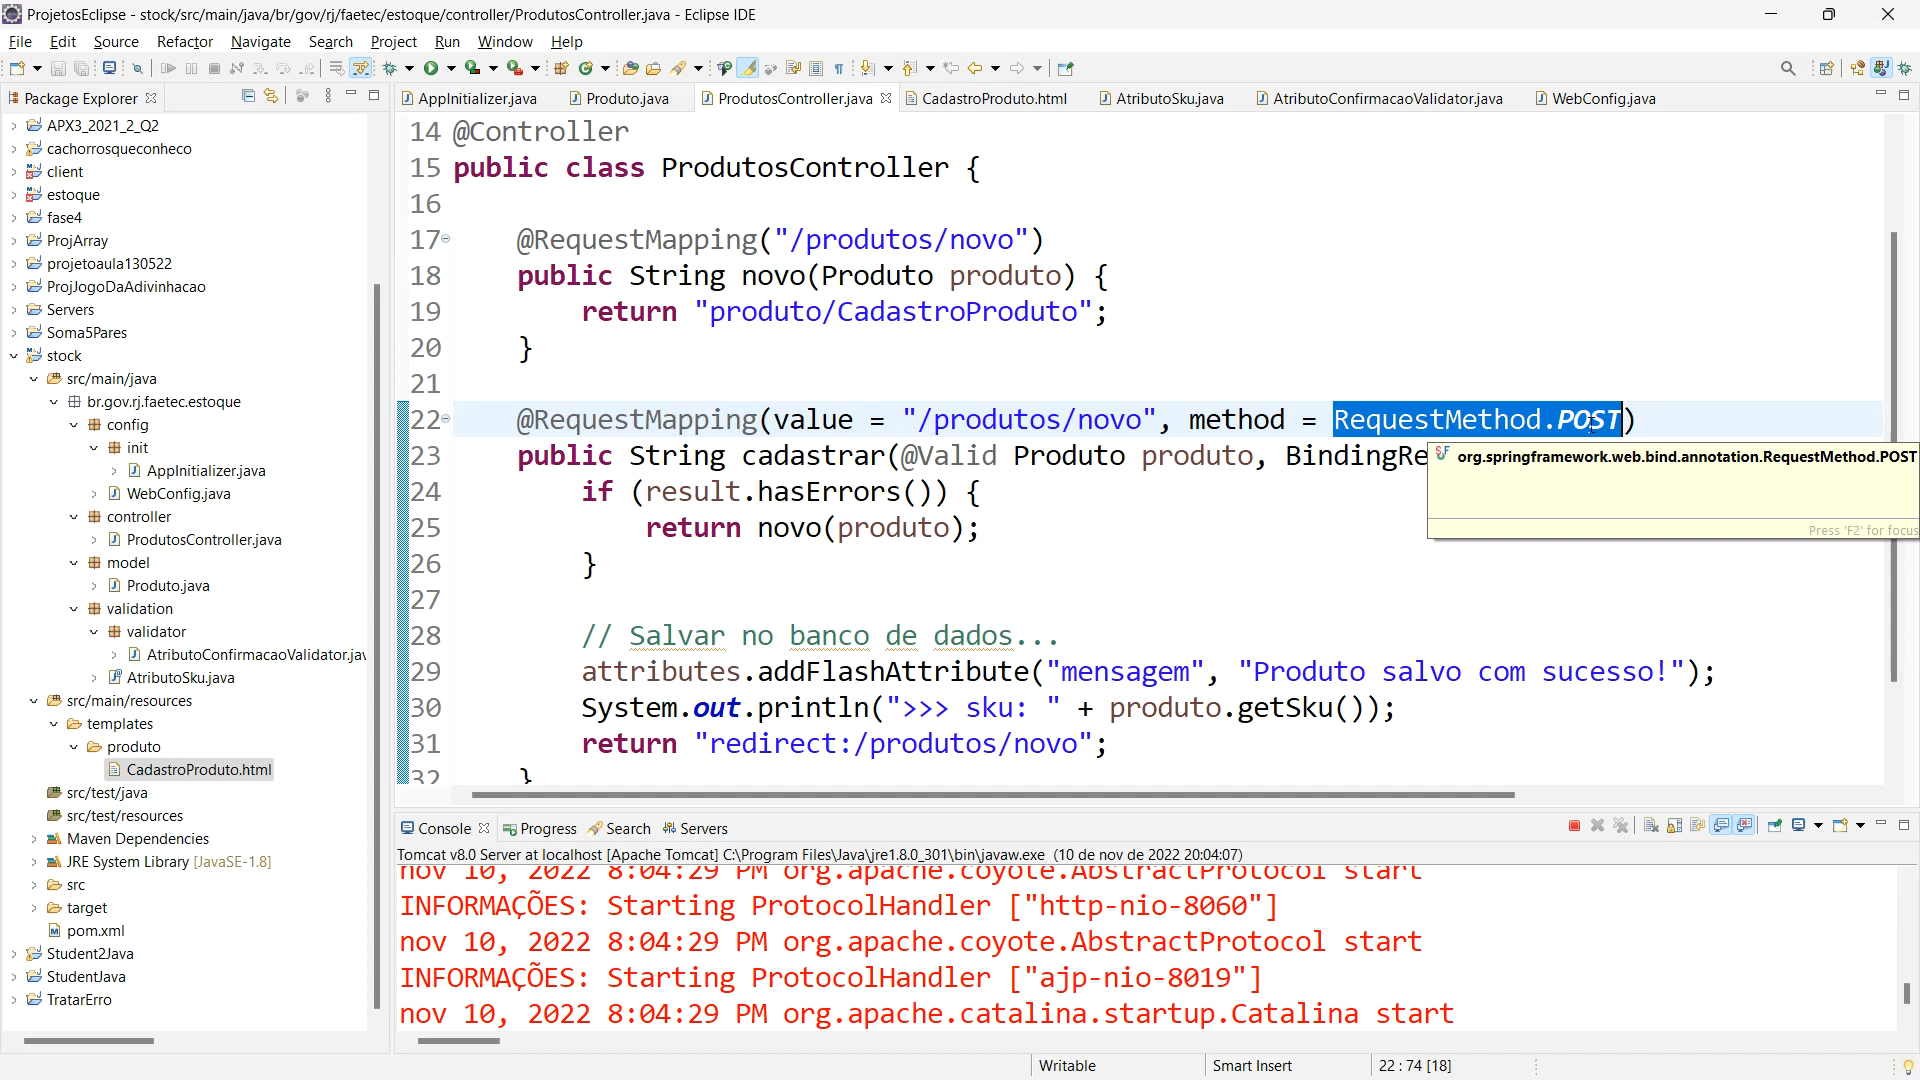 ProjetosEclipse - stock/src/main/java/br/gov/rj/faetec/estoque/controller/ProdutosController.java - Eclipse IDE
File Edit Source Refactor Navigate Search Project Run Window Help
Package Explorer
APX3_2021_2_Q2
cachorrosqueconheco
client
estoque
fase4
ProjArray
projetoaula130522
ProjJogoDaAdivinhacao
Servers
Soma5Pares
stock
src/main/java
br.gov.rj.faetec.estoque
config
init
AppInitializer.java
WebConfig.java
controller
ProdutosController.java
model
Produto.java
validation
validator
AtributoConfirmacaoValidator.jav
AtributoSku.java
src/main/resources
templates
produto
CadastroProduto.html
src/test/java
src/test/resources
Maven Dependencies
JRE System Library [JavaSE-1.8]
src
target
pom.xml
Student2Java
StudentJava
TratarErro
AppInitializer.java Produto.java ProdutosController.java CadastroProduto.html AtributoSku.java AtributoConfirmacaoValidator.java WebConfig.java
14 @Controller
15 public class ProdutosController {
16
17 @RequestMapping("/produtos/novo")
18 public String novo(Produto produto) {
19 return "produto/CadastroProduto";
20 }
21
22 @RequestMapping(value = "/produtos/novo", method = RequestMethod.POST)
23 public String cadastrar(@Valid Produto produto, BindingRe
24 if (result.hasErrors()) {
25 return novo(produto);
26 }
27
28 // Salvar no banco de dados...
29 attributes.addFlashAttribute("mensagem", "Produto salvo com sucesso!");
30 System.out.println(">>> sku: " + produto.getSku());
31 return "redirect:/produtos/novo";
32 }
org.springframework.web.bind.annotation.RequestMethod.POST
Press 'F2' for focus
Console Progress Search Servers
Tomcat v8.0 Server at localhost [Apache Tomcat] C:\Program Files\Java\jre1.8.0_301\bin\javaw.exe (10 de nov de 2022 20:04:07)
nov 10, 2022 8:04:29 PM org.apache.coyote.AbstractProtocol start
INFORMAÇÕES: Starting ProtocolHandler ["http-nio-8060"]
nov 10, 2022 8:04:29 PM org.apache.coyote.AbstractProtocol start
INFORMAÇÕES: Starting ProtocolHandler ["ajp-nio-8019"]
nov 10, 2022 8:04:29 PM org.apache.catalina.startup.Catalina start
Writable Smart Insert 22 : 74 [18]